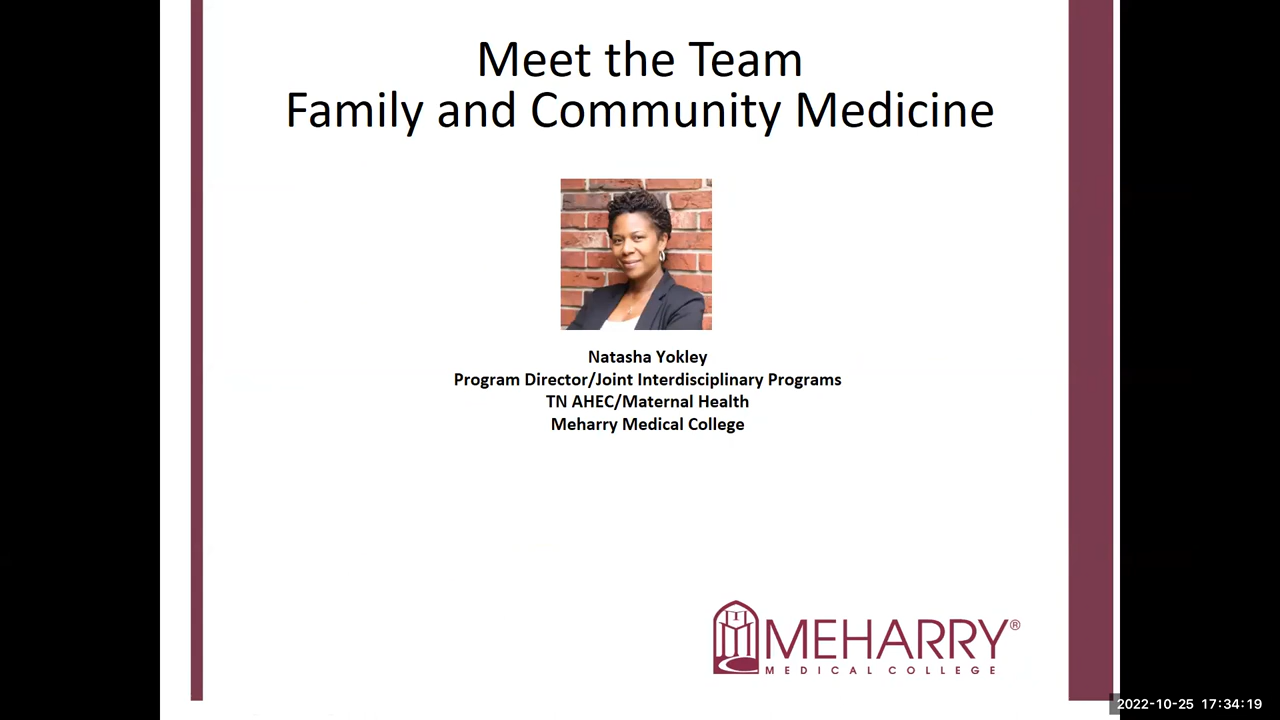 Meet the Team
Family and Community Medicine
Natasha Yokley
Program Director/Joint Interdisciplinary Programs
TN AHEC/Maternal Health
Meharry Medical College
MEHARRY®
MEDICAL COLLEGE
2022-10-25 17:34:19